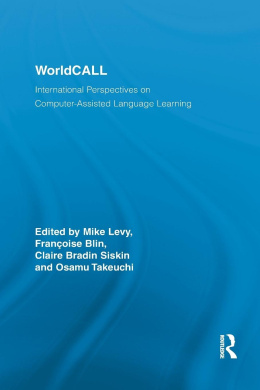 WorldCALL
International Perspectives on
Computer-Assisted Language Learning
Edited by Mike Levy,
Françoise Blin,
Claire Bradin Siskin
and Osamu Takeuchi
ROUTLEDGE